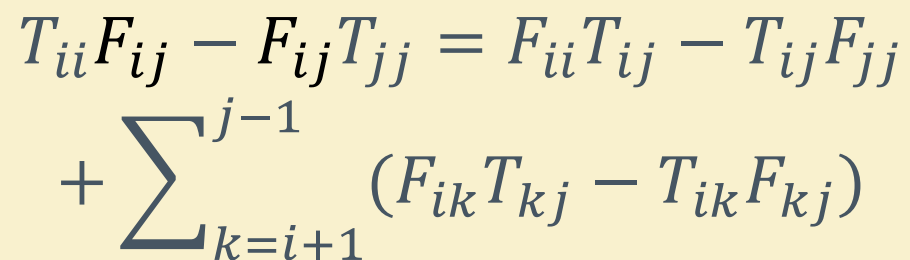 T_{ii}F_{ij} − F_{ij}T_{jj} = F_{ii}T_{ij} − T_{ij}F_{jj}
+ ∑_{k=i+1}^{j−1} (F_{ik}T_{kj} − T_{ik}F_{kj})